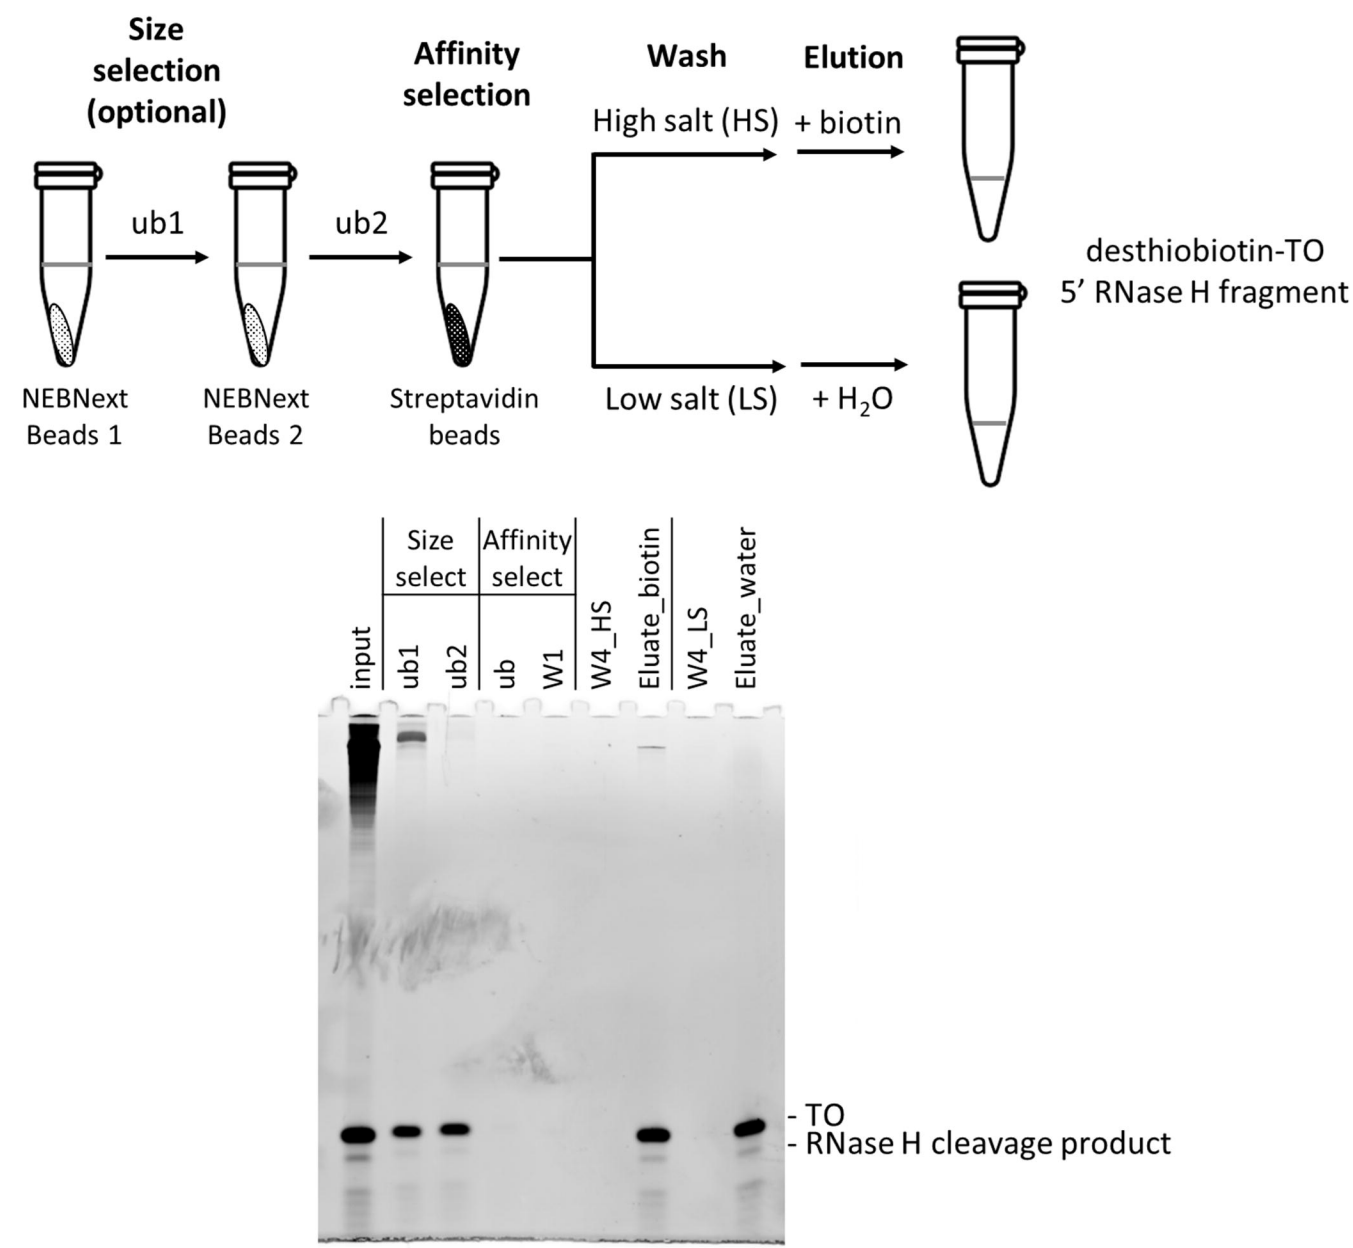 Size
selection
(optional)
Affinity
selection
Wash
Elution
High salt (HS)
+ biotin
ub1
ub2
desthiobiotin-TO
5’ RNase H fragment
NEBNext
Beads 1
NEBNext
Beads 2
Streptavidin
beads
Low salt (LS)
+ H₂O
Size
select
Affinity
select
input
ub1
ub2
ub
W1
W4_HS
Eluate_biotin
W4_LS
Eluate_water
- TO
- RNase H cleavage product